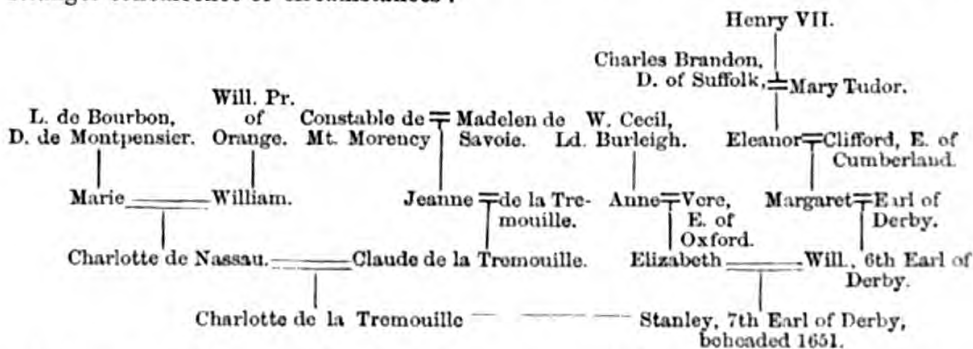 Henry VII.
Charles Brandon,
D. of Suffolk, Mary Tudor.
L. de Bourbon, Will. Pr. Constable de Madelen de W. Cecil,
D. de Montpensier. of Orange. Mt. Morency Savoie. Ld. Burleigh. Eleanor Clifford, E. of
Cumberland.
Marie William. Jeanne de la Tre- Anne Vere, Margaret Earl of
mouille. E. of Derby.
Oxford.
Charlotte de Nassau. Claude de la Tremouille. Elizabeth Will., 6th Earl of
Derby.
Charlotte de la Tremouille Stanley, 7th Earl of Derby,
beheaded 1651.